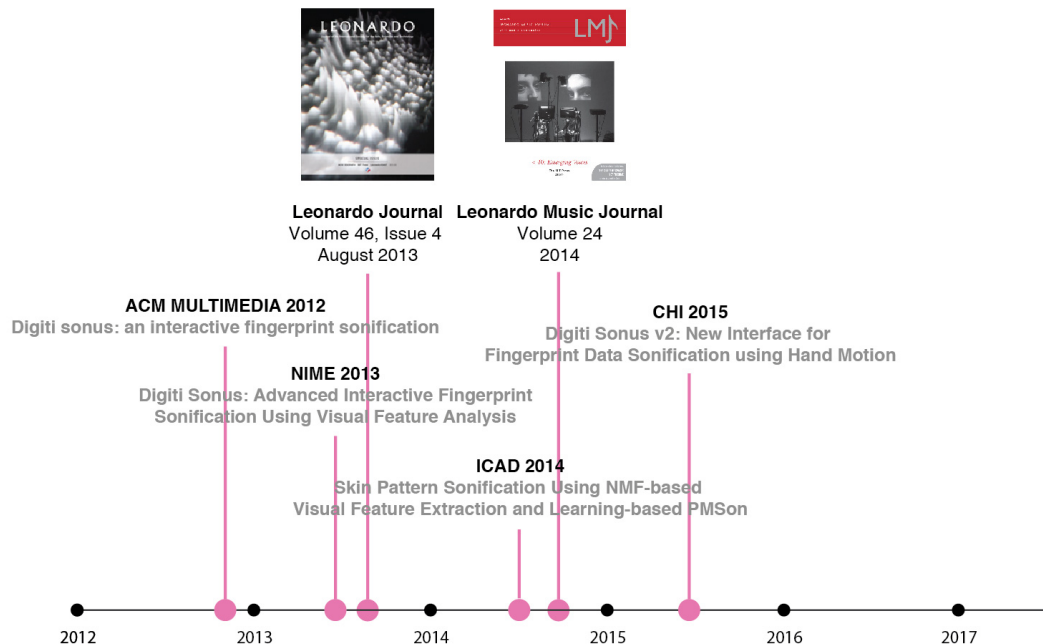 LEONARDO
LMJ
Leonardo Journal
Volume 46, Issue 4
August 2013
Leonardo Music Journal
Volume 24
2014
ACM MULTIMEDIA 2012
Digiti sonus: an interactive fingerprint sonification
CHI 2015
Digiti Sonus v2: New Interface for
Fingerprint Data Sonification using Hand Motion
NIME 2013
Digiti Sonus: Advanced Interactive Fingerprint
Sonification Using Visual Feature Analysis
ICAD 2014
Skin Pattern Sonification Using NMF-based
Visual Feature Extraction and Learning-based PMSon
2012 2013 2014 2015 2016 2017